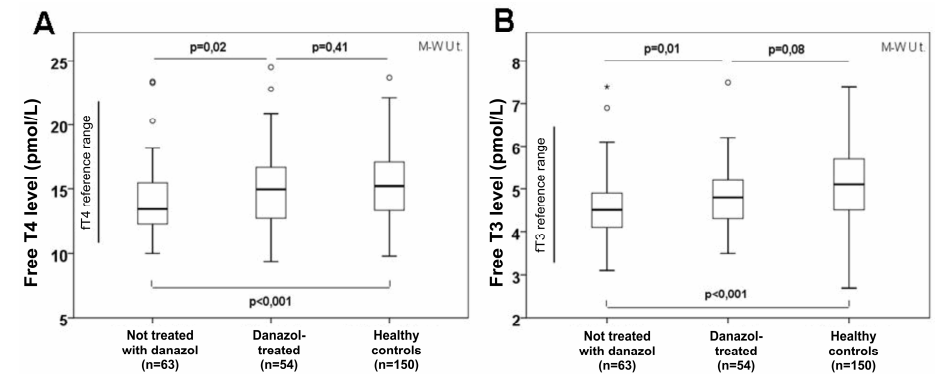 A
p=0,02
p=0,41
M-W U t.
Free T4 level (pmol/L)
25
20
15
10
5
fT4 reference range
p<0,001
Not treated
with danazol
(n=63)
Danazol-
treated
(n=54)
Healthy
controls
(n=150)
B
p=0,01
p=0,08
M-W U t.
Free T3 level (pmol/L)
8
7
6
5
4
3
2
fT3 reference range
p<0,001
Not treated
with danazol
(n=63)
Danazol-
treated
(n=54)
Healthy
controls
(n=150)